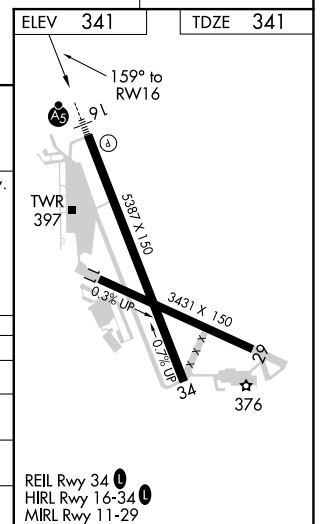 ELEV 341
TDZE 341
159° to
RW16
A5
16
P
y.
TWR
397
5387 X 150
11
3431 X 150
0.3% UP
0.7% UP
X X X
29
34
376
REIL Rwy 34 L
HIRL Rwy 16-34 L
MIRL Rwy 11-29